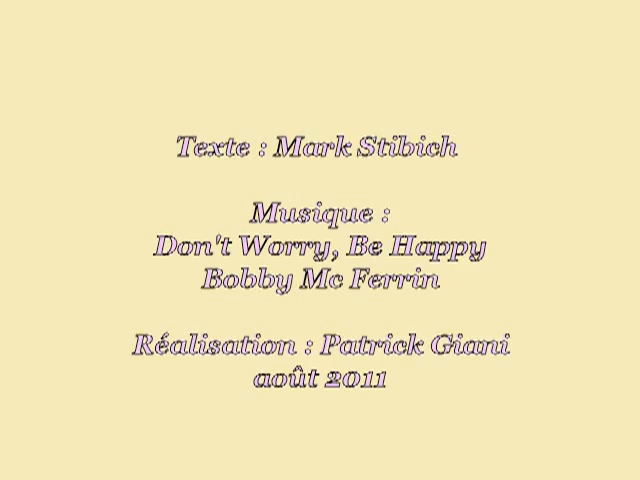 Texte : Mark Stibich
Musique :
Don't Worry, Be Happy
Bobby Mc Ferrin
Réalisation : Patrick Giani
août 2011